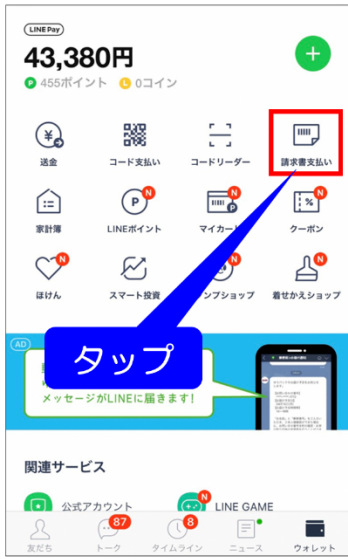 LINE Pay
43,380円
P 455ポイント L 0コイン
送金
コード支払い
コードリーダー
請求書支払い
N
N
N
家計簿
LINEポイント
マイカー
クーポン
N
N
ほけん
スマート投資
ンプショップ
着せかえショップ
AD
タップ
メッセージがLINEに届きます!
関連サービス
公式アカウント
N
LINE GAME
87
8
友だち
トーク
タイムライン
ニュース
ウォレット